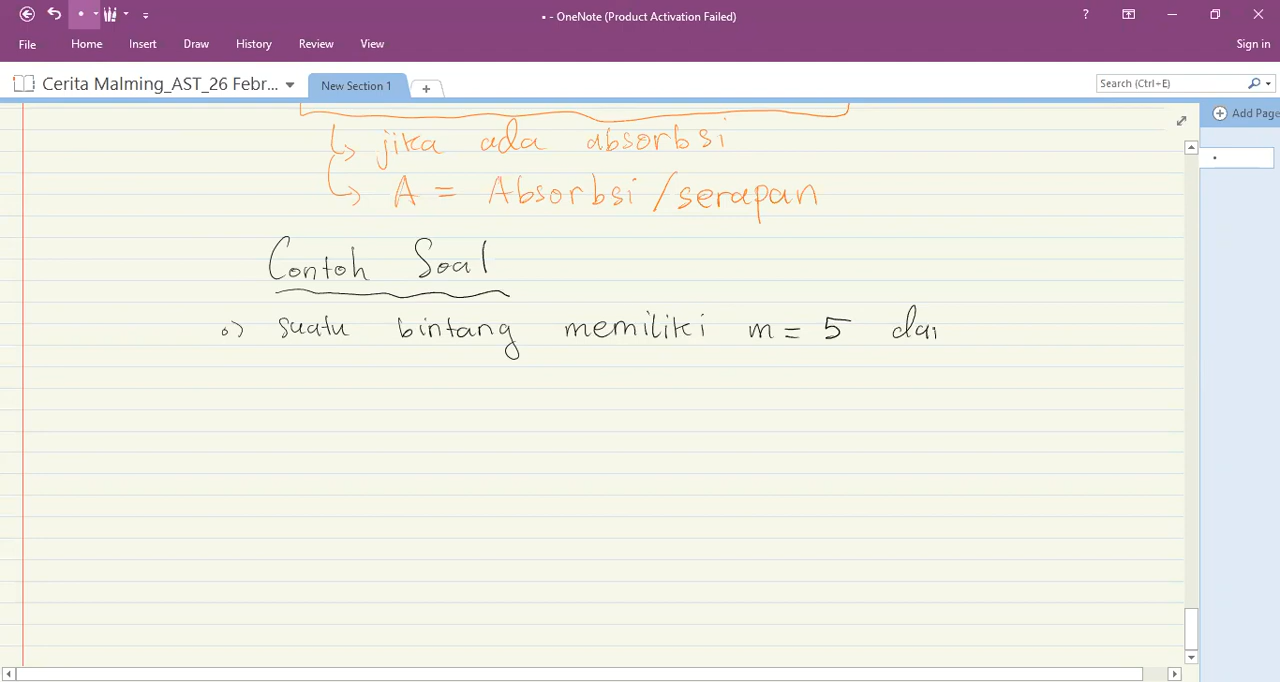 • - OneNote (Product Activation Failed)
?
File Home Insert Draw History Review View Sign in
Cerita Malming_AST_26 Febr... New Section 1 + Search (Ctrl+E)
Add Page
↳ jika ada absorbsi
↳ A = Absorbsi /serapan
Contoh Soal
o) suatu bintang memiliki m = 5 dai